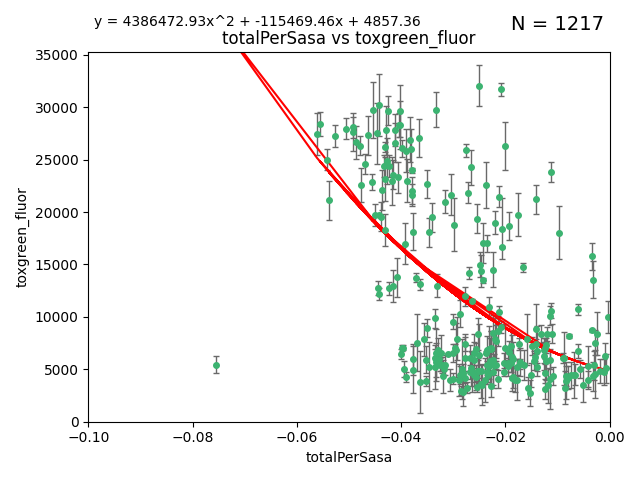 y = 4386472.93x^2 + -115469.46x + 4857.36
N = 1217
totalPerSasa vs toxgreen_fluor
35000
30000
25000
20000
15000
10000
5000
0
toxgreen_fluor
−0.10
−0.08
−0.06
−0.04
−0.02
0.00
totalPerSasa